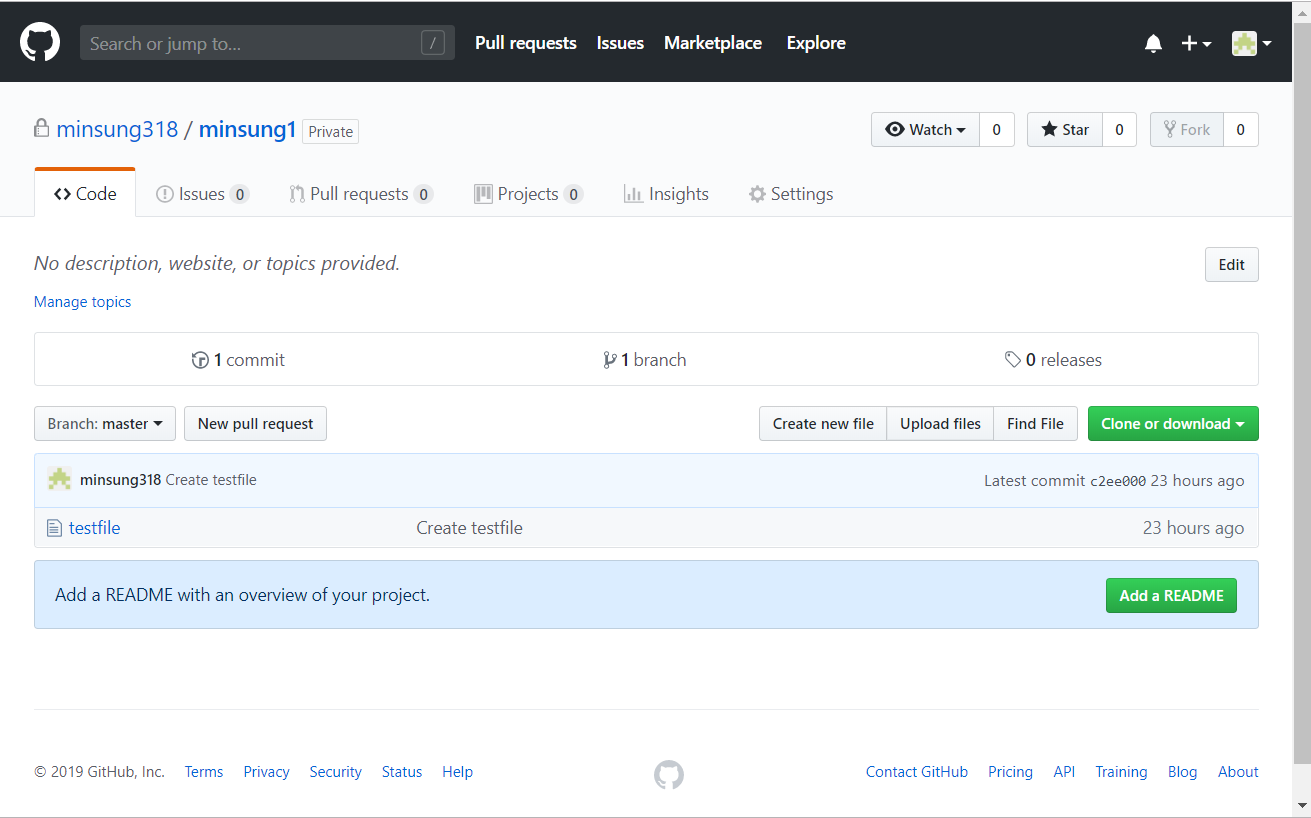 Search or jump to... / Pull requests Issues Marketplace Explore
minsung318 / minsung1 Private Watch 0 Star 0 Fork 0
Code Issues 0 Pull requests 0 Projects 0 Insights Settings
No description, website, or topics provided. Edit
Manage topics
1 commit 1 branch 0 releases
Branch: master New pull request Create new file Upload files Find File Clone or download
minsung318 Create testfile Latest commit c2ee000 23 hours ago
testfile Create testfile 23 hours ago
Add a README with an overview of your project. Add a README
© 2019 GitHub, Inc. Terms Privacy Security Status Help Contact GitHub Pricing API Training Blog About